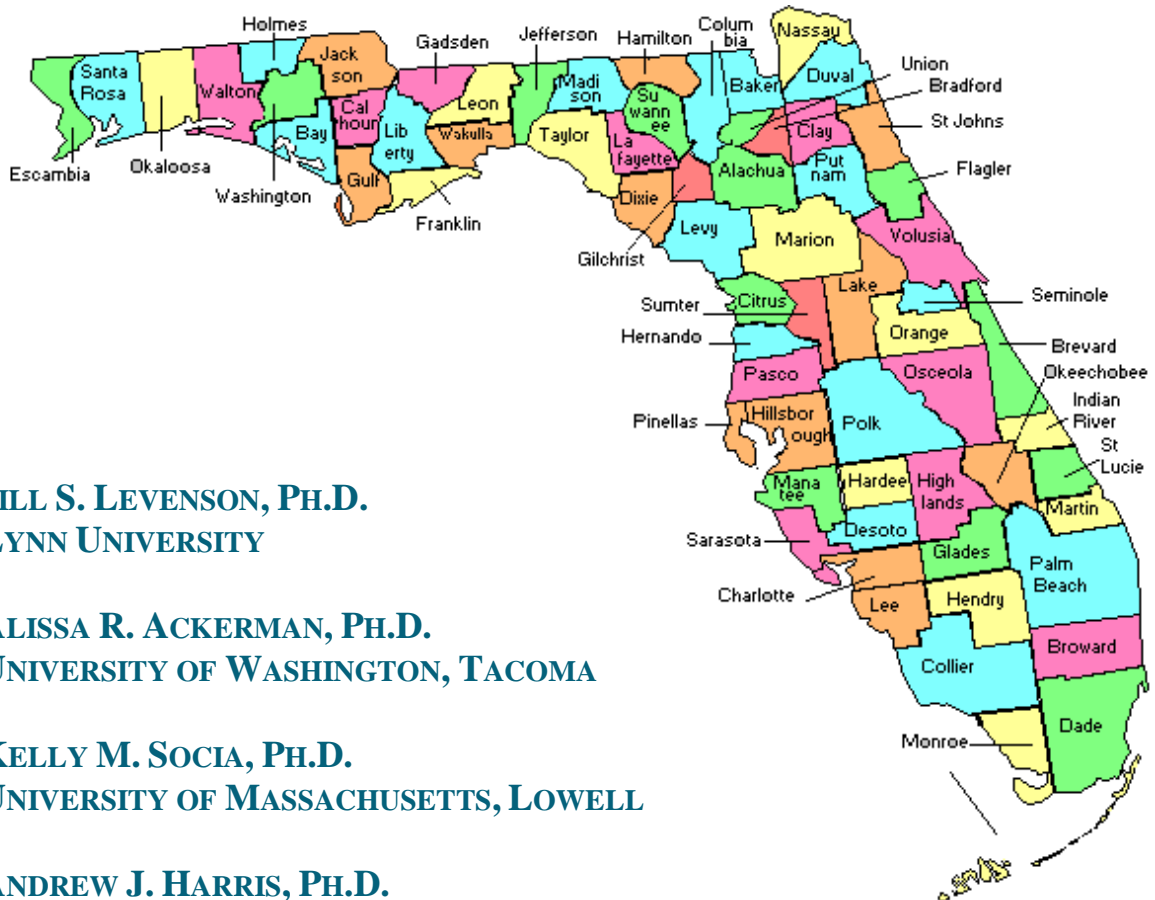 Holmes
Gadsden
Jefferson
Hamilton
Colum
bia
Nassau
Jack
son
Santa
Rosa
Walton
Madi
son
Baker
Duval
Union
Bradford
Cal
houn
Leon
Su
wann
ee
Clay
St Johns
Bay
Lib
erty
Wakulla
Taylor
La
fayette
Alachua
Put
nam
Flagler
Escambia
Okaloosa
Washington
Gulf
Franklin
Dixie
Gilchrist
Levy
Marion
Volusia
Citrus
Lake
Seminole
Sumter
Hernando
Orange
Brevard
Pasco
Osceola
Okeechobee
Pinellas
Hillsbor
ough
Polk
Indian
River
St
Lucie
Mana
tee
Hardee
High
lands
Martin
Sarasota
Desoto
Glades
Palm
Beach
Charlotte
Lee
Hendry
Broward
Collier
Dade
Monroe
ILL S. LEVENSON, PH.D.
LYNN UNIVERSITY
ALISSA R. ACKERMAN, PH.D.
UNIVERSITY OF WASHINGTON, TACOMA
KELLY M. SOCIA, PH.D.
UNIVERSITY OF MASSACHUSETTS, LOWELL
ANDREW J. HARRIS, PH.D.